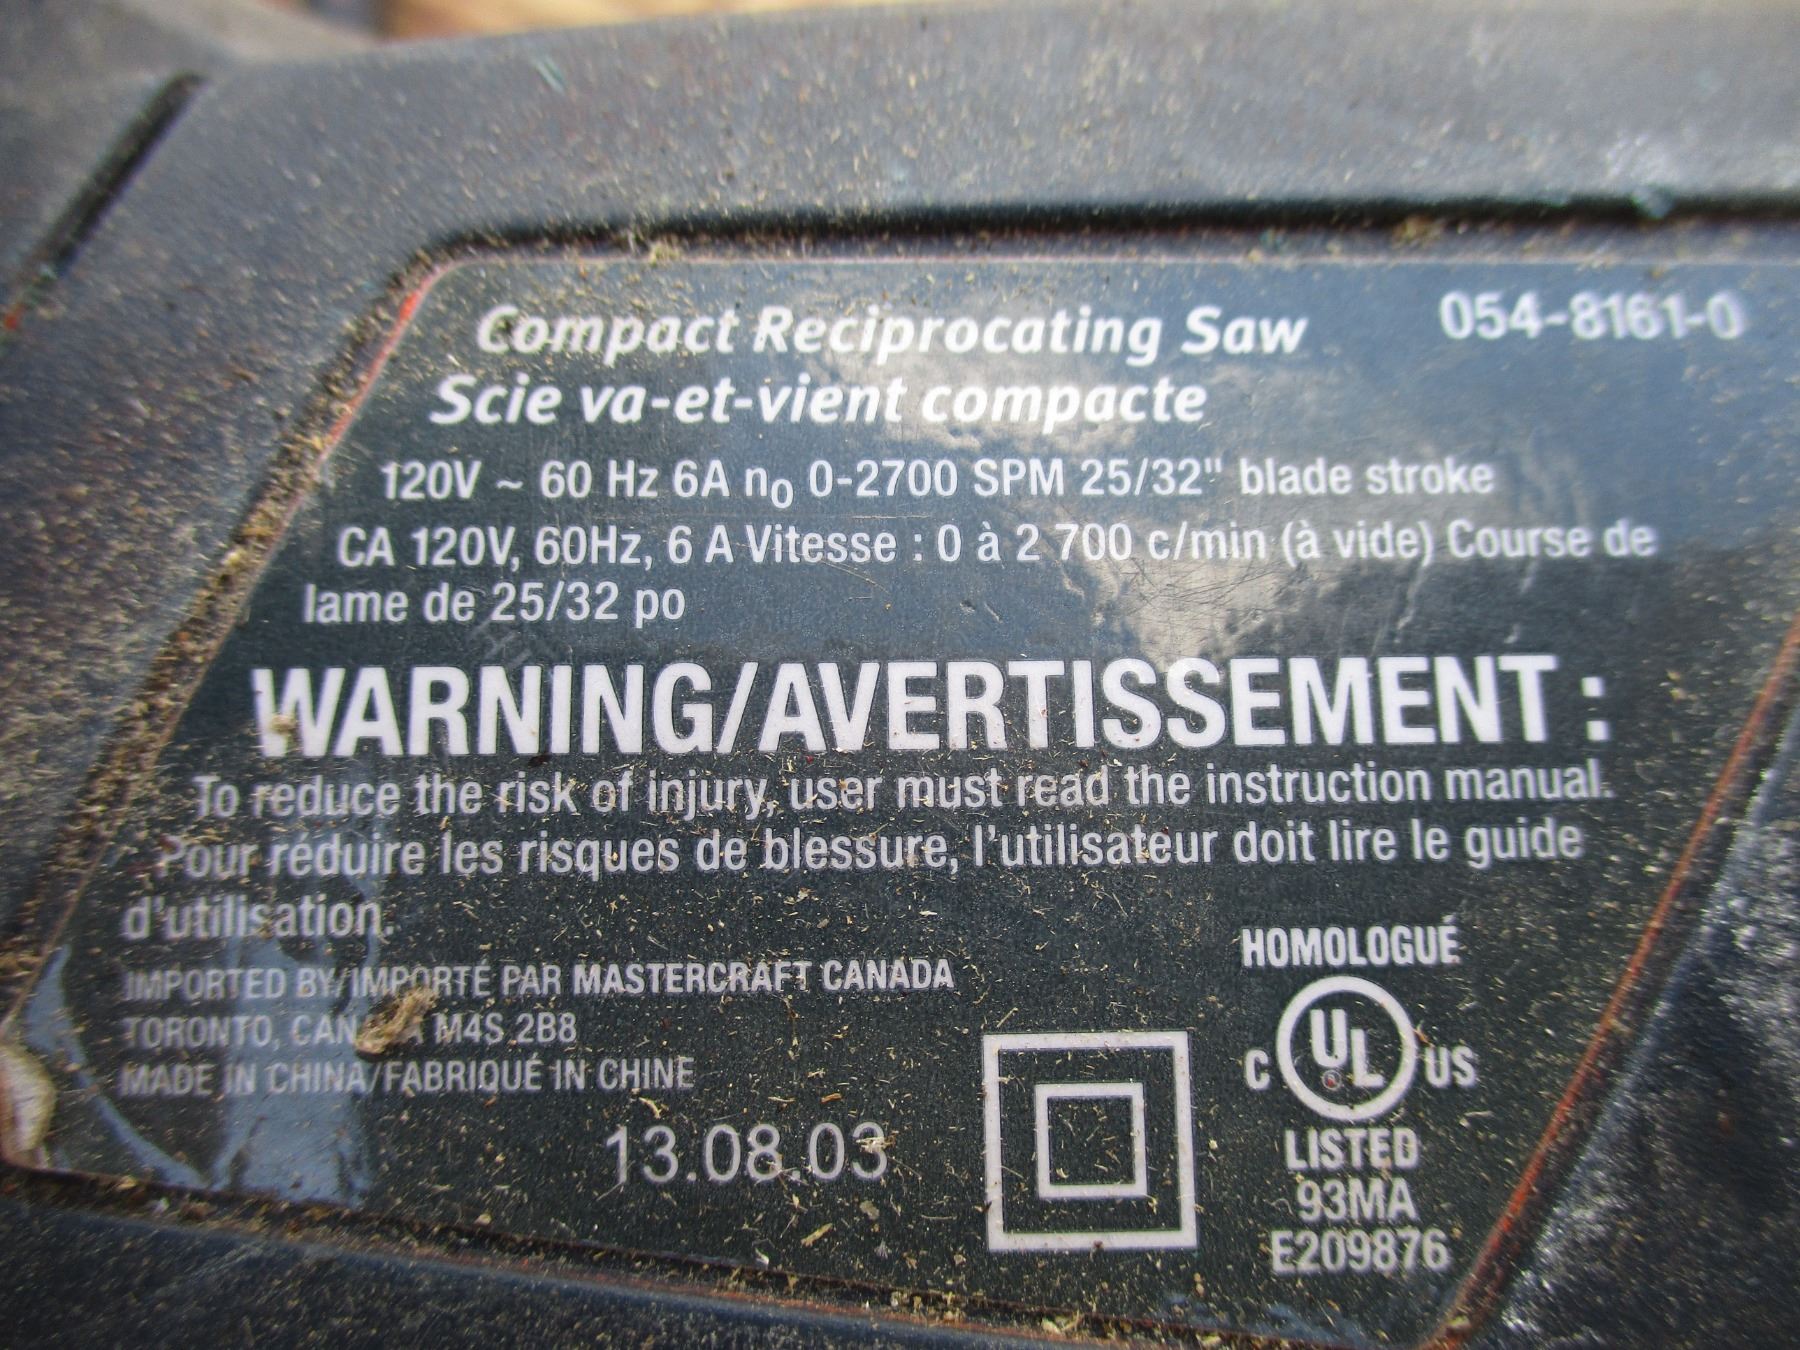 Compact Reciprocating Saw 054-8161-0
Scie va-et-vient compacte
120V ~ 60 Hz 6A n0 0-2700 SPM 25/32" blade stroke
CA 120V, 60Hz, 6 A Vitesse : 0 à 2 700 c/min (à vide) Course de
lame de 25/32 po
WARNING/AVERTISSEMENT :
To reduce the risk of injury, user must read the instruction manual.
Pour réduire les risques de blessure, l'utilisateur doit lire le guide
d'utilisation.
IMPORTED BY/IMPORTÉ PAR MASTERCRAFT CANADA
TORONTO, CANADA M4S 2B8
MADE IN CHINA/FABRIQUÉ IN CHINE
13.08.03
HOMOLOGUÉ
C UL US
LISTED
93MA
E209876